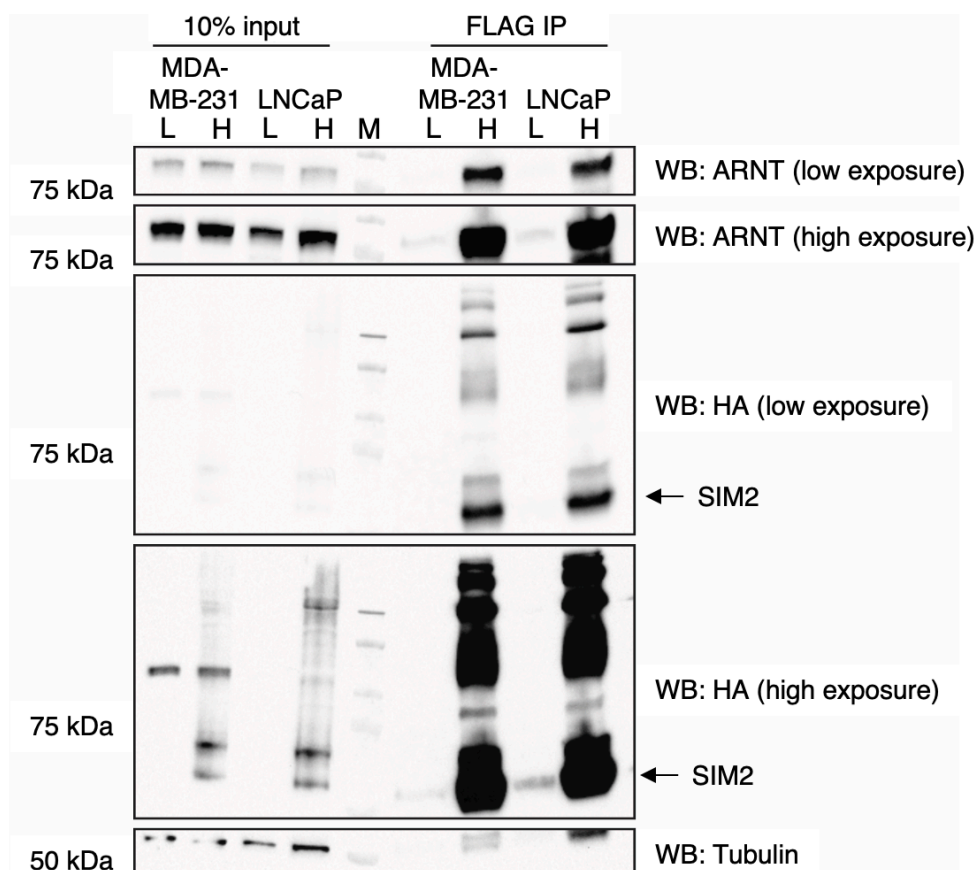 10% input FLAG IP
MDA- MDA-
MB-231 LNCaP MB-231 LNCaP
L H L H M L H L H
75 kDa WB: ARNT (low exposure)
75 kDa WB: ARNT (high exposure)
WB: HA (low exposure)
75 kDa
SIM2
WB: HA (high exposure)
75 kDa
SIM2
50 kDa WB: Tubulin